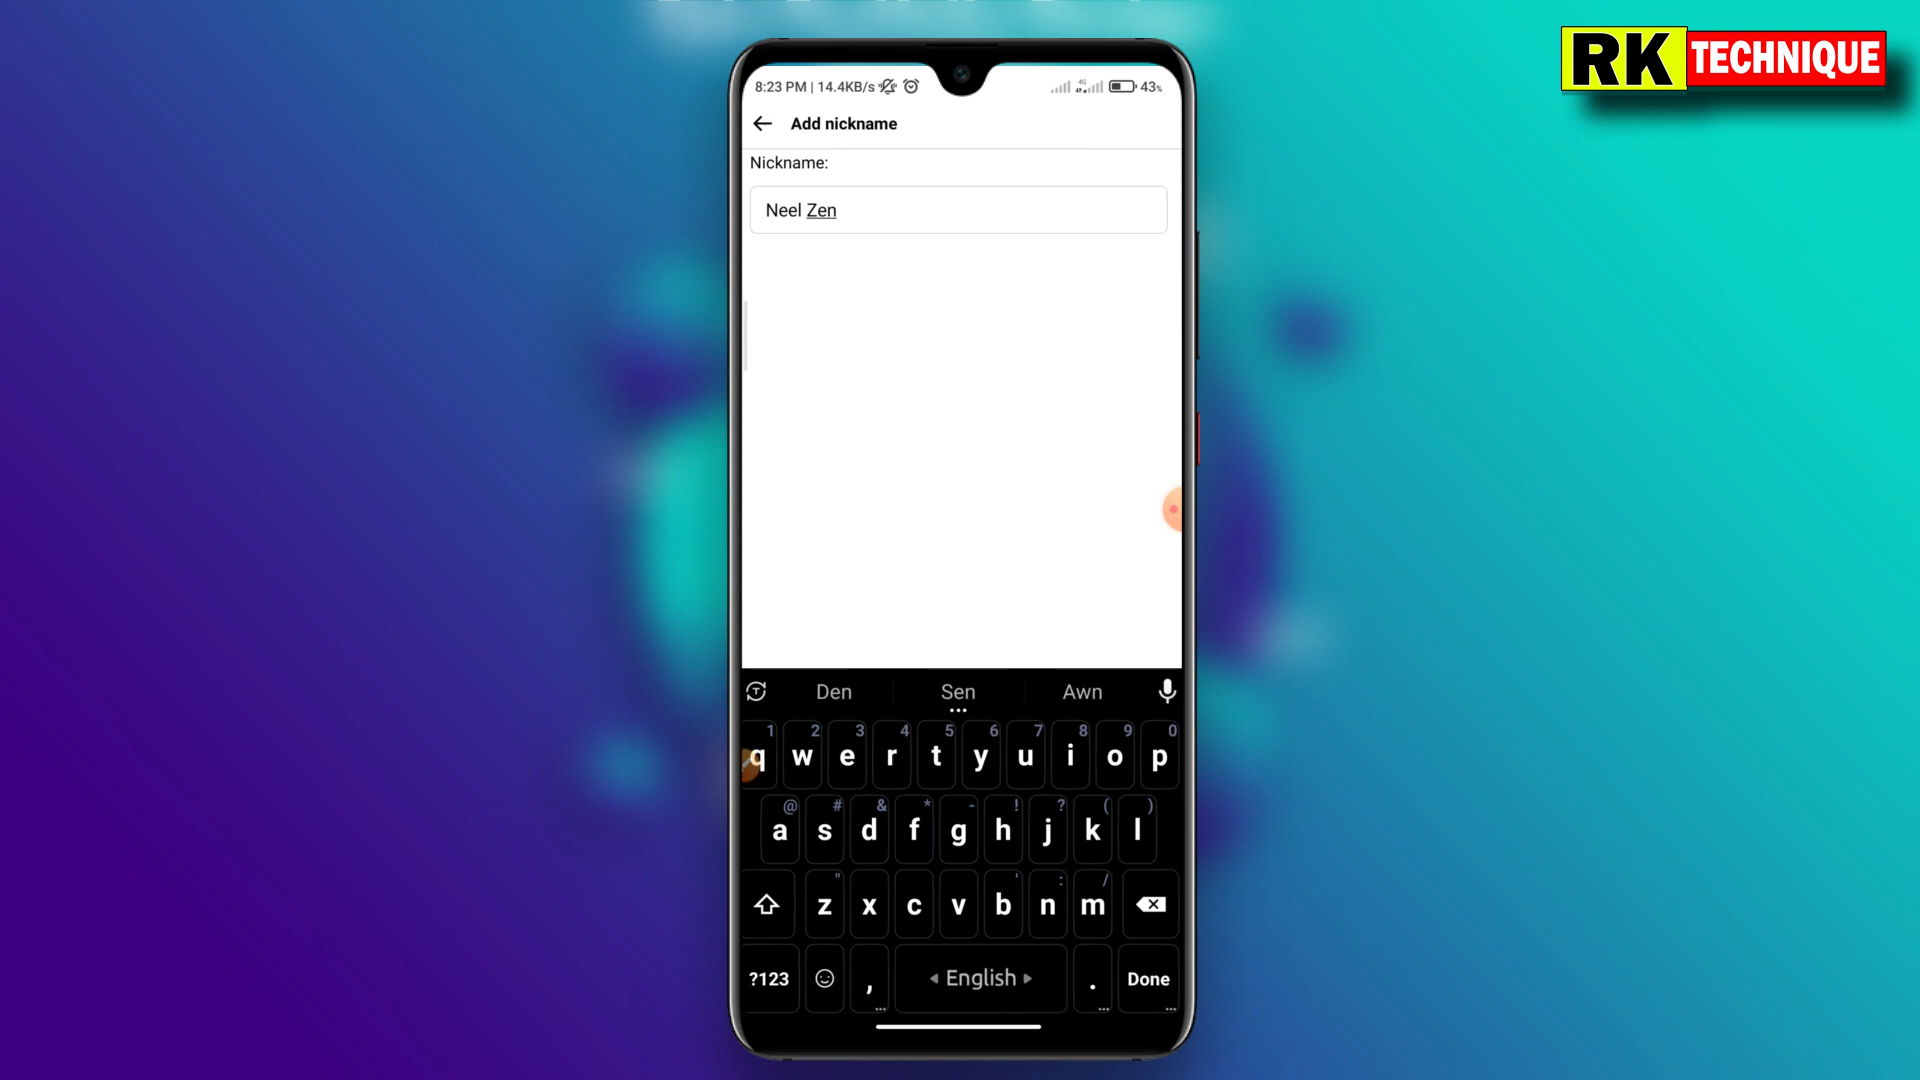 RK TECHNIQUE
8:23 PM | 14.4KB/s 4G 43%
Add nickname
Nickname:
Neel Zen
Den Sen Awn
1 2 3 4 5 6 7 8 9 0
q w e r t y u i o p
@ # & * - ! ? ( )
a s d f g h j k l
" ' : /
z x c v b n m
?123 , English . Done